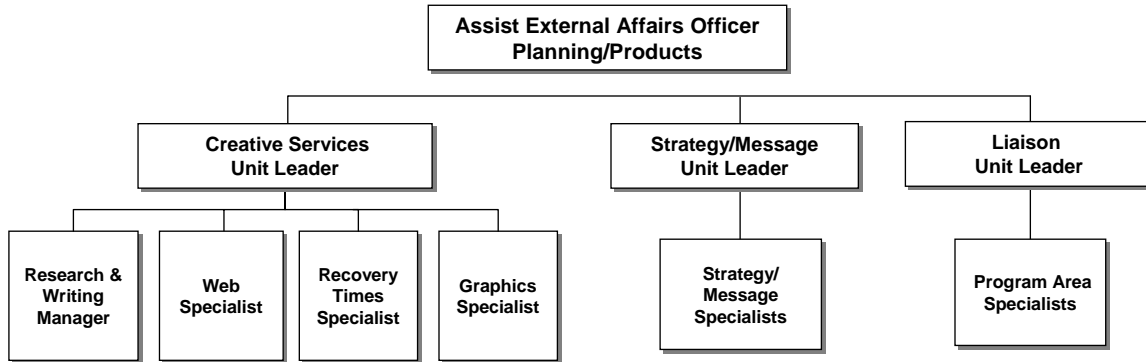 Assist External Affairs Officer
Planning/Products
Creative Services
Unit Leader
Strategy/Message
Unit Leader
Liaison
Unit Leader
Research &
Writing
Manager
Web
Specialist
Recovery
Times
Specialist
Graphics
Specialist
Strategy/
Message
Specialists
Program Area
Specialists